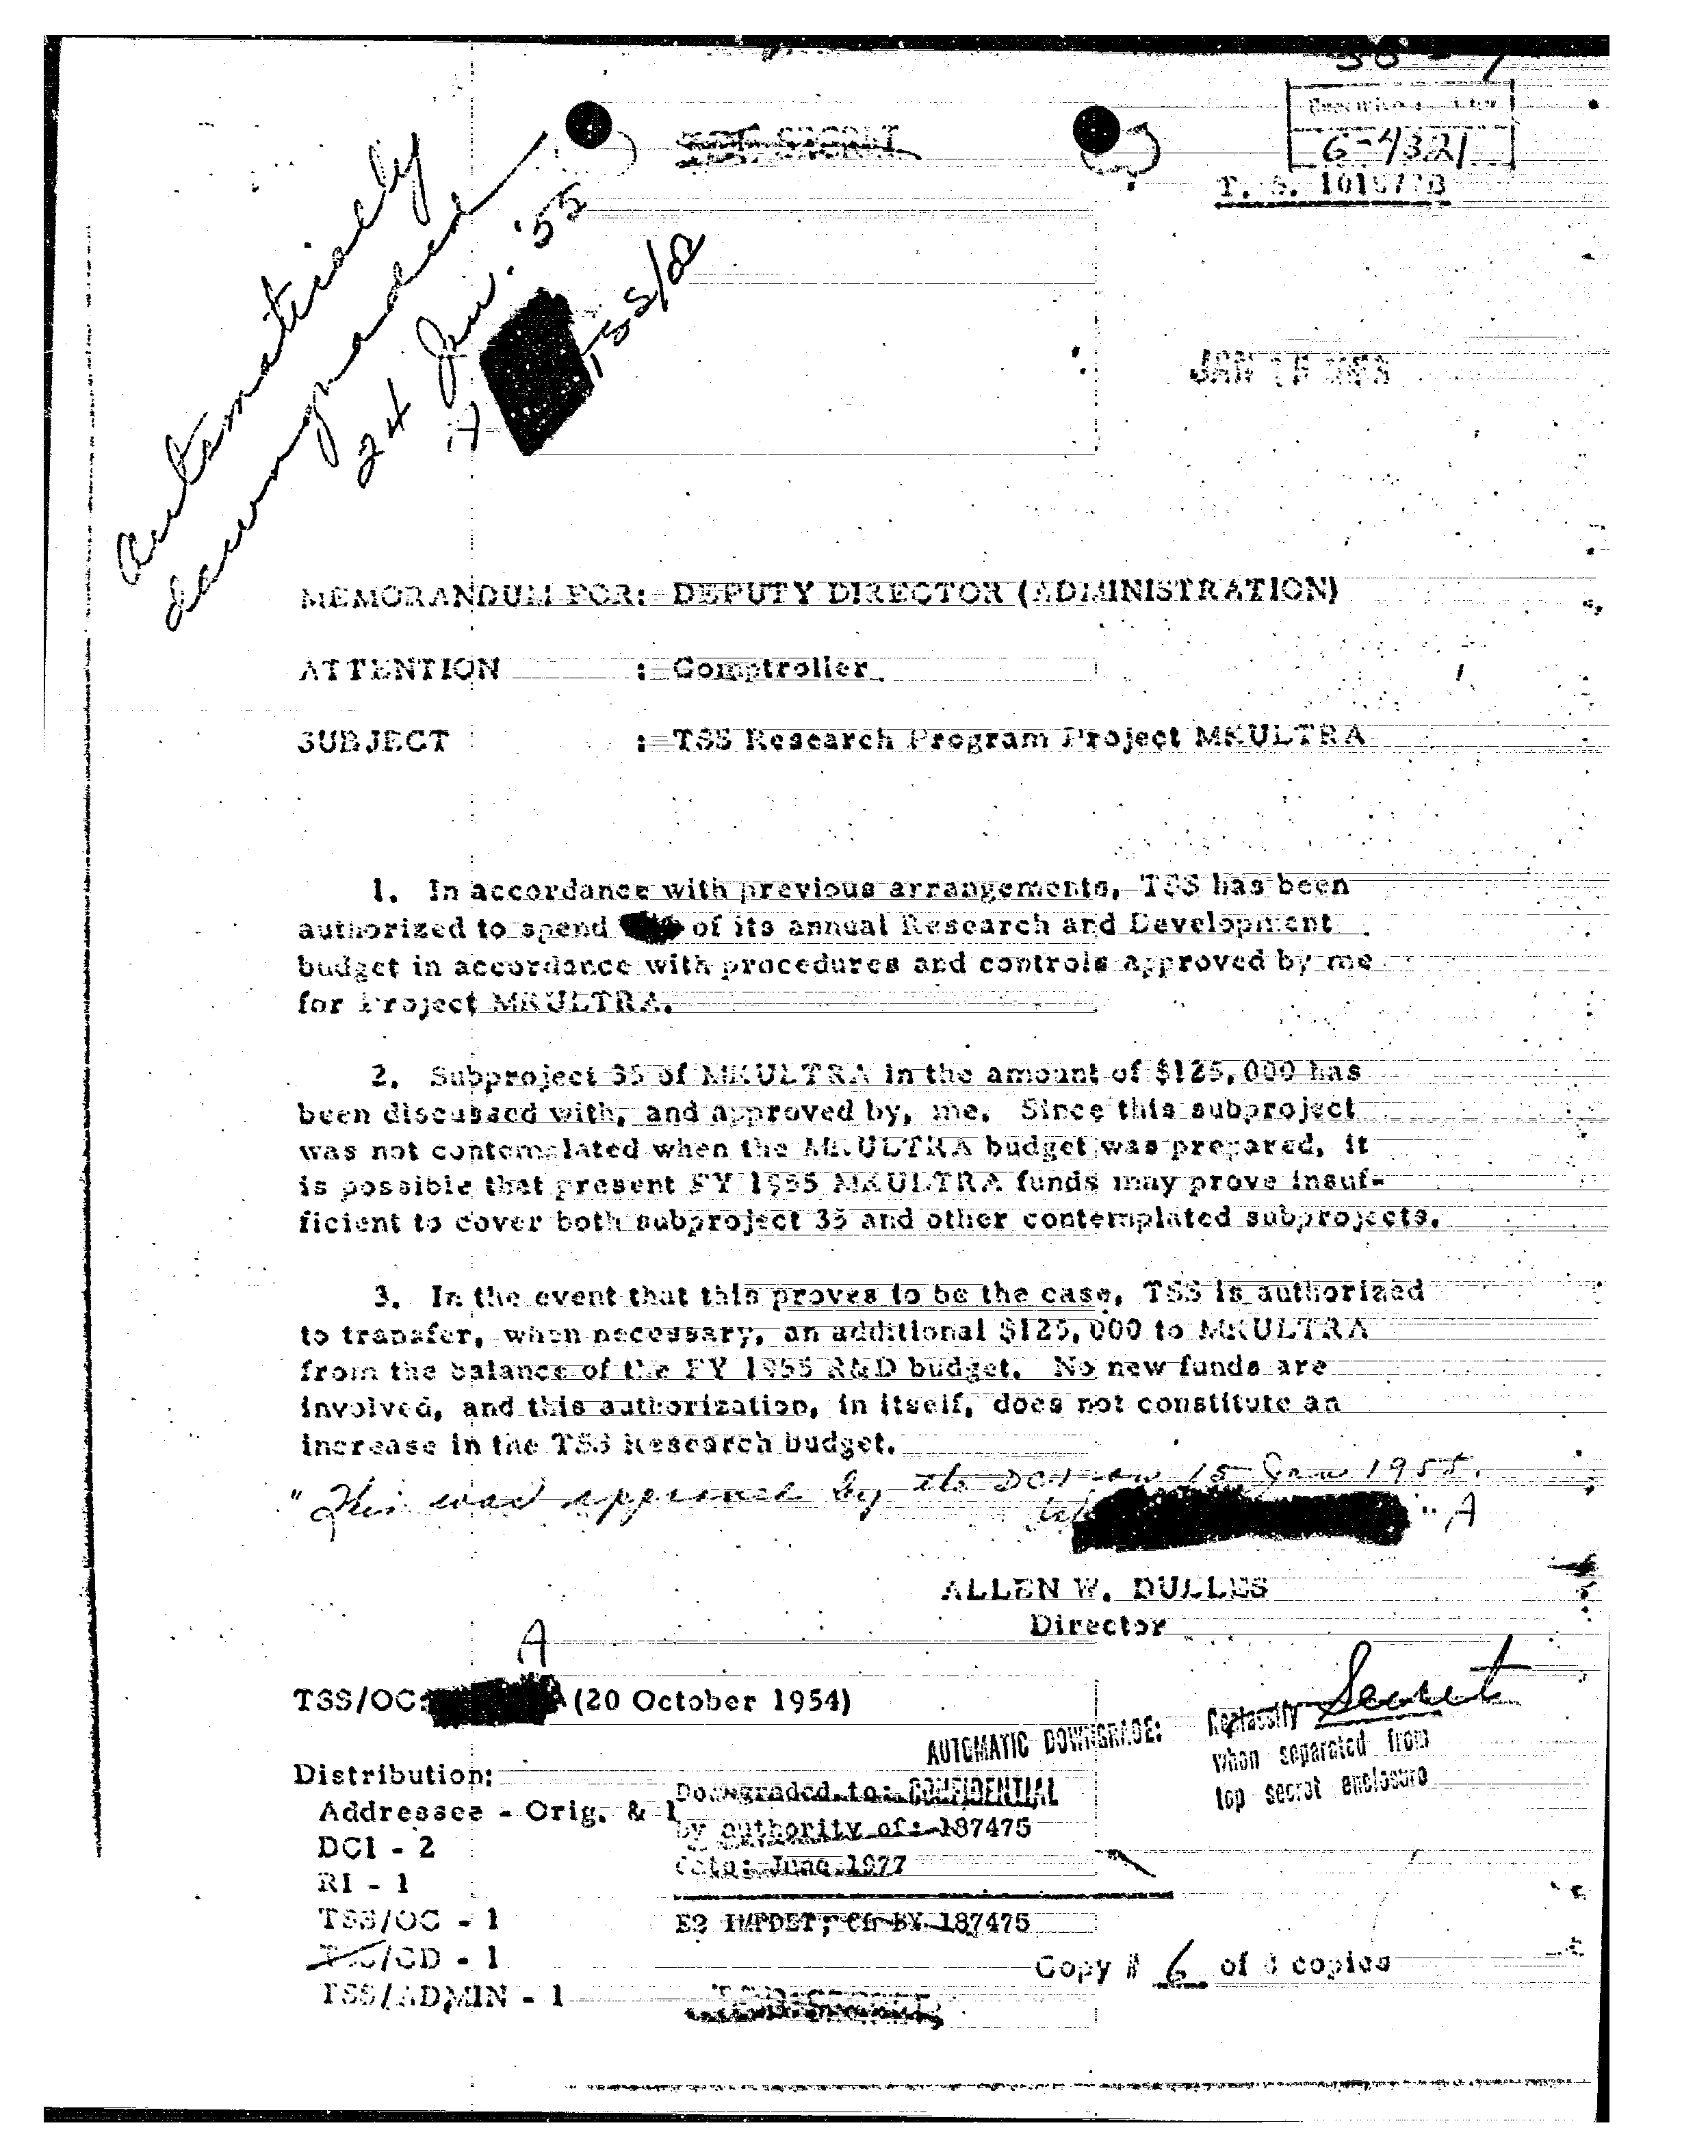 TOP SECRET
6-4321
T. S. 101577B
Automatically
downgraded
24 Jan. '55
TSS/
A
JAN 15 1955
MEMORANDUM FOR: DEPUTY DIRECTOR (ADMINISTRATION)
ATTENTION : Comptroller
SUBJECT : TSS Research Program Project MKULTRA
1. In accordance with previous arrangements, TSS has been
authorized to spend of its annual Research and Development
budget in accordance with procedures and controls approved by me
for Project MKULTRA.
2. Subproject 35 of MKULTRA in the amount of $125,000 has
been discussed with, and approved by, me. Since this subproject
was not contemplated when the MKULTRA budget was prepared, it
is possible that present FY 1955 MKULTRA funds may prove insuf-
ficient to cover both subproject 35 and other contemplated subprojects.
3. In the event that this proves to be the case, TSS is authorized
to transfer, when necessary, an additional $125,000 to MKULTRA
from the balance of the FY 1955 R&D budget. No new funds are
involved, and this authorization, in itself, does not constitute an
increase in the TSS Research budget.
"This was approved by the DCI on 15 Jan 1955.
" A
ALLEN W. DULLES
Director
A
TSS/OC: (20 October 1954)
AUTOMATIC DOWNGRADE:
Reclassify Secret
when separated from
top secret enclosure
Distribution:
Addressee - Orig. & 1
DCI - 2
RI - 1
TSS/OC - 1
TSS/CD - 1
TSS/ADMIN - 1
Downgraded to: CONFIDENTIAL
by authority of: 187475
date: June 1977
E2 IMPDET; CL BY 187475
Copy # 6 of copies
TOP SECRET